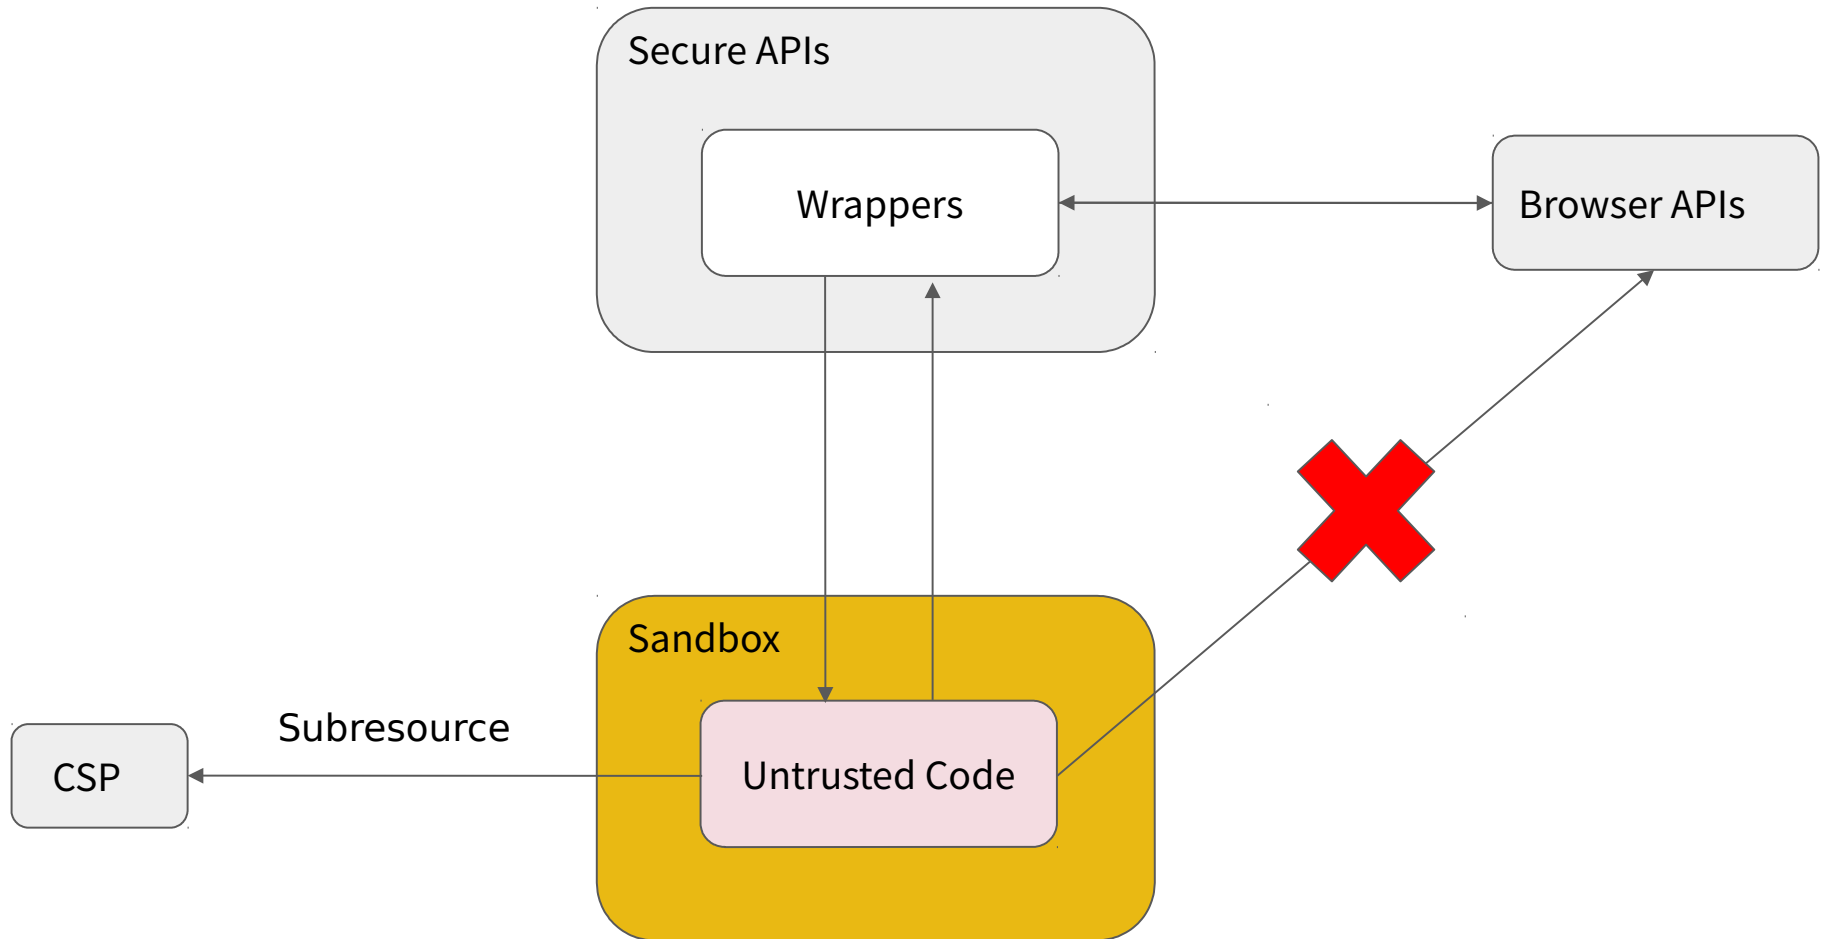 Secure APIs
Wrappers
Browser APIs
Sandbox
Subresource
CSP
Untrusted Code